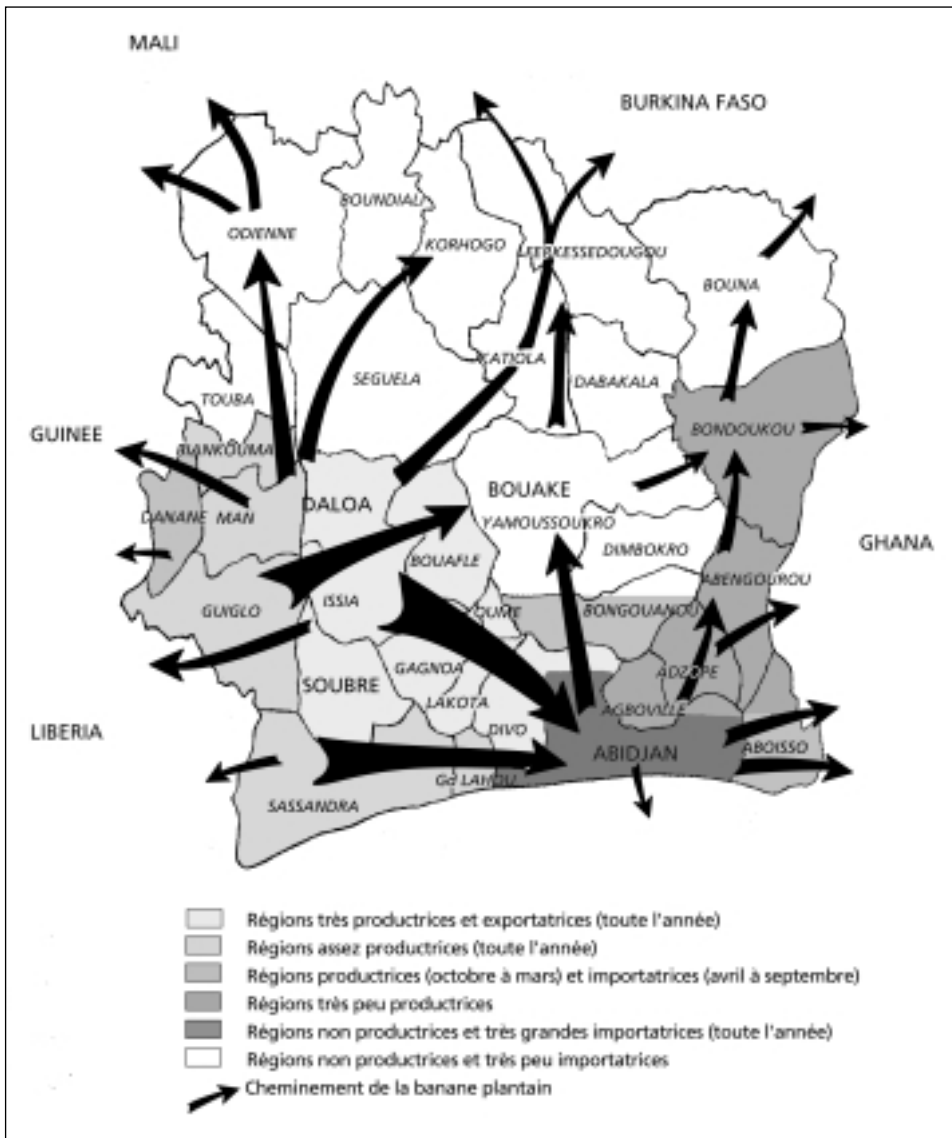 MALI
BURKINA FASO
BOUNDIALI
ODIENNE
KORHOGO
BOUNA
KATIOLA
SEGUELA
DABAKALA
TOUBA
GUINEE
BIANKOUMA
BONDOUKOU
DALOA
BOUAKE
DANANE
MAN
YAMOUSSOUKRO
DIMBOKRO
GHANA
BOUAFLE
ABENGOUROU
GUIGLO
ISSIA
OUME
BONGOUANOU
GAGNOA
ADZOPE
SOUBRE
LAKOTA
AGBOVILLE
DIVO
LIBERIA
ABIDJAN
ABOISSO
Gd LAHOU
SASSANDRA
Régions très productrices et exportatrices (toute l'année)
Régions assez productrices (toute l'année)
Régions productrices (octobre à mars) et importatrices (avril à septembre)
Régions très peu productrices
Régions non productrices et très grandes importatrices (toute l'année)
Régions non productrices et très peu importatrices
Cheminement de la banane plantain